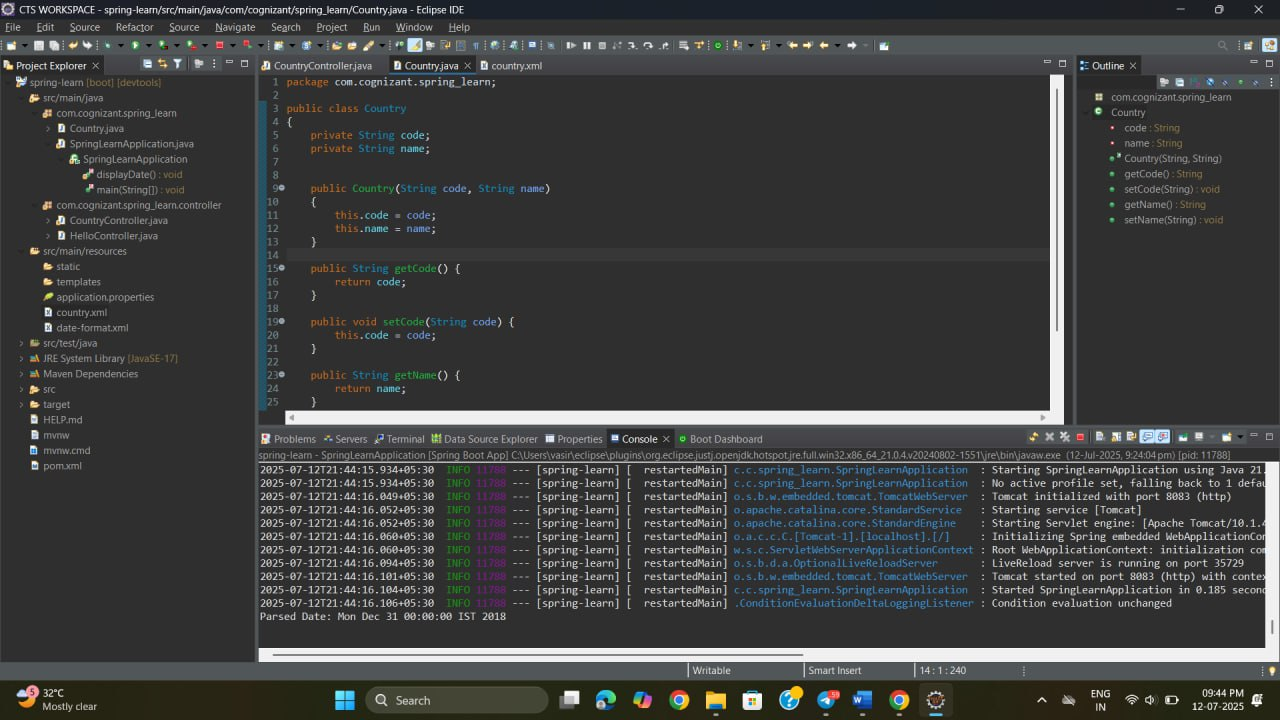 CTS WORKSPACE - spring-learn/src/main/java/com/cognizant/spring_learn/Country.java - Eclipse IDE
File Edit Source Refactor Source Navigate Search Project Run Window Help
Project Explorer
spring-learn [boot] [devtools]
src/main/java
com.cognizant.spring_learn
Country.java
SpringLearnApplication.java
SpringLearnApplication
displayDate() : void
main(String[]) : void
com.cognizant.spring_learn.controller
CountryController.java
HelloController.java
src/main/resources
static
templates
application.properties
country.xml
date-format.xml
src/test/java
JRE System Library [JavaSE-17]
Maven Dependencies
src
target
HELP.md
mvnw
mvnw.cmd
pom.xml
CountryController.java Country.java country.xml
1 package com.cognizant.spring_learn;
2
3 public class Country
4 {
5 private String code;
6 private String name;
7
8
9 public Country(String code, String name)
10 {
11 this.code = code;
12 this.name = name;
13 }
14
15 public String getCode() {
16 return code;
17 }
18
19 public void setCode(String code) {
20 this.code = code;
21 }
22
23 public String getName() {
24 return name;
25 }
Outline
com.cognizant.spring_learn
Country
code : String
name : String
Country(String, String)
getCode() : String
setCode(String) : void
getName() : String
setName(String) : void
Problems Servers Terminal Data Source Explorer Properties Console Boot Dashboard
spring-learn - SpringLearnApplication [Spring Boot App] C:\Users\vasir\eclipse\plugins\org.eclipse.justj.openjdk.hotspot.jre.full.win32.x86_64_21.0.4.v20240802-1551\jre\bin\javaw.exe (12-Jul-2025, 9:24:04 pm) [pid: 11788]
2025-07-12T21:44:15.934+05:30 INFO 11788 --- [spring-learn] [ restartedMain] c.c.spring_learn.SpringLearnApplication : Starting SpringLearnApplication using Java 21.
2025-07-12T21:44:15.934+05:30 INFO 11788 --- [spring-learn] [ restartedMain] c.c.spring_learn.SpringLearnApplication : No active profile set, falling back to 1 defau
2025-07-12T21:44:16.049+05:30 INFO 11788 --- [spring-learn] [ restartedMain] o.s.b.w.embedded.tomcat.TomcatWebServer : Tomcat initialized with port 8083 (http)
2025-07-12T21:44:16.052+05:30 INFO 11788 --- [spring-learn] [ restartedMain] o.apache.catalina.core.StandardService : Starting service [Tomcat]
2025-07-12T21:44:16.052+05:30 INFO 11788 --- [spring-learn] [ restartedMain] o.apache.catalina.core.StandardEngine : Starting Servlet engine: [Apache Tomcat/10.1.4
2025-07-12T21:44:16.060+05:30 INFO 11788 --- [spring-learn] [ restartedMain] o.a.c.c.C.[Tomcat-1].[localhost].[/] : Initializing Spring embedded WebApplicationCon
2025-07-12T21:44:16.060+05:30 INFO 11788 --- [spring-learn] [ restartedMain] w.s.c.ServletWebServerApplicationContext : Root WebApplicationContext: initialization com
2025-07-12T21:44:16.094+05:30 INFO 11788 --- [spring-learn] [ restartedMain] o.s.b.d.a.OptionalLiveReloadServer : LiveReload server is running on port 35729
2025-07-12T21:44:16.101+05:30 INFO 11788 --- [spring-learn] [ restartedMain] o.s.b.w.embedded.tomcat.TomcatWebServer : Tomcat started on port 8083 (http) with contex
2025-07-12T21:44:16.104+05:30 INFO 11788 --- [spring-learn] [ restartedMain] c.c.spring_learn.SpringLearnApplication : Started SpringLearnApplication in 0.185 second
2025-07-12T21:44:16.106+05:30 INFO 11788 --- [spring-learn] [ restartedMain] .ConditionEvaluationDeltaLoggingListener : Condition evaluation unchanged
Parsed Date: Mon Dec 31 00:00:00 IST 2018
Writable Smart Insert 14 : 1 : 240
5 32°C
Mostly clear
Search
59
ENG
IN
09:44 PM
12-07-2025